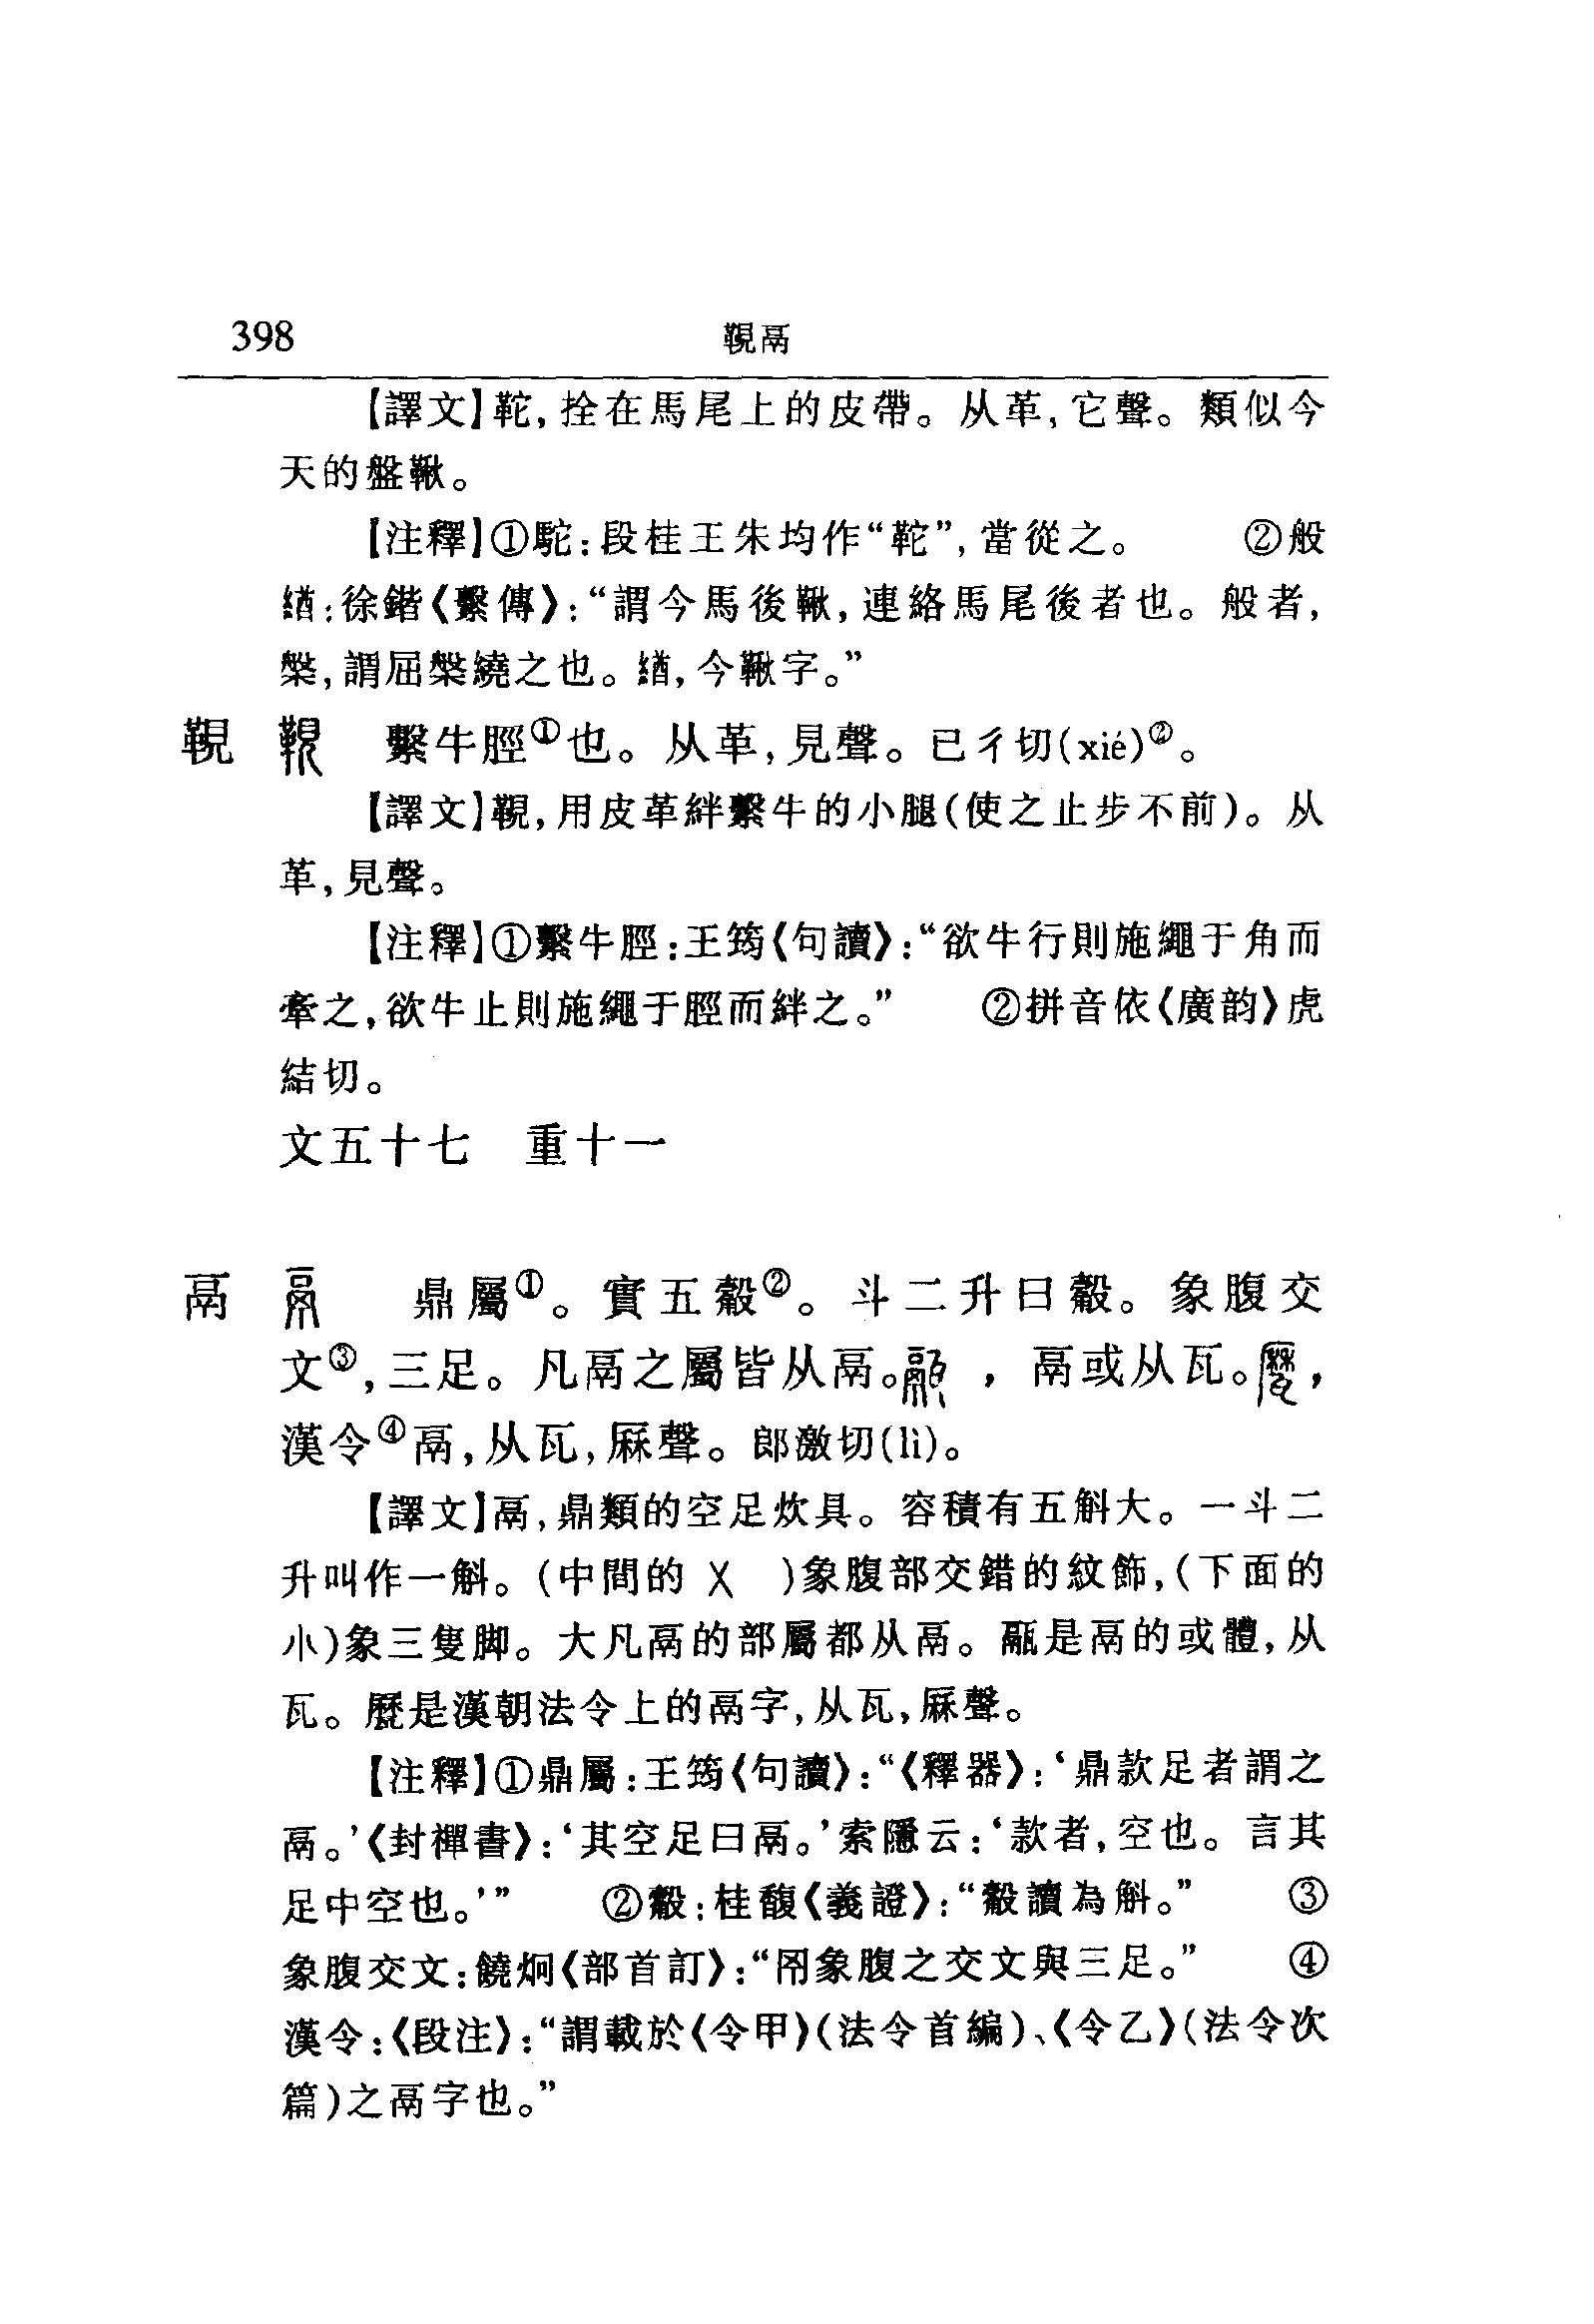 398 䩤鬲
【譯文】鞁,拴在馬尾上的皮帶。从革,它聲。類似今
天的盤鞦。
【注釋】①駝:段桂王朱均作“鞁”,當從之。 ②般
緧:徐鍇《繫傳》:“謂今馬後鞦,連絡馬尾後者也。般者,
槃,謂屈槃繞之也。緧,今鞦字。”
䩤 䩤 繫牛脛①也。从革,見聲。已彳切(xié)②。
【譯文】䩤,用皮革絆繫牛的小腿(使之止步不前)。从
革,見聲。
【注釋】①繫牛脛:王筠《句讀》:“欲牛行則施繩于角而
牽之,欲牛止則施繩于脛而絆之。” ②拼音依《廣韵》虎
結切。
文五十七 重十一
鬲 鬲 鼎屬①。實五觳②。斗二升曰觳。象腹交
文③,三足。凡鬲之屬皆从鬲。䰛,鬲或从瓦。㽁,
漢令④鬲,从瓦,厤聲。郎激切(lì)。
【譯文】鬲,鼎類的空足炊具。容積有五斛大。一斗二
升叫作一斛。(中間的 㐅 )象腹部交錯的紋飾,(下面的
小)象三隻脚。大凡鬲的部屬都从鬲。䰛是鬲的或體,从
瓦。㽁是漢朝法令上的鬲字,从瓦,厤聲。
【注釋】①鼎屬:王筠《句讀》:“《釋器》:‘鼎款足者謂之
鬲。’《封禪書》:‘其空足曰鬲。’索隱云:‘款者,空也。言其
足中空也。’” ②觳:桂馥《義證》:“觳讀為斛。” ③
象腹交文:饒炯《部首訂》:“象腹之交文與三足。” ④
漢令:《段注》:“謂載於《令甲》(法令首編)、《令乙》(法令次
篇)之鬲字也。”